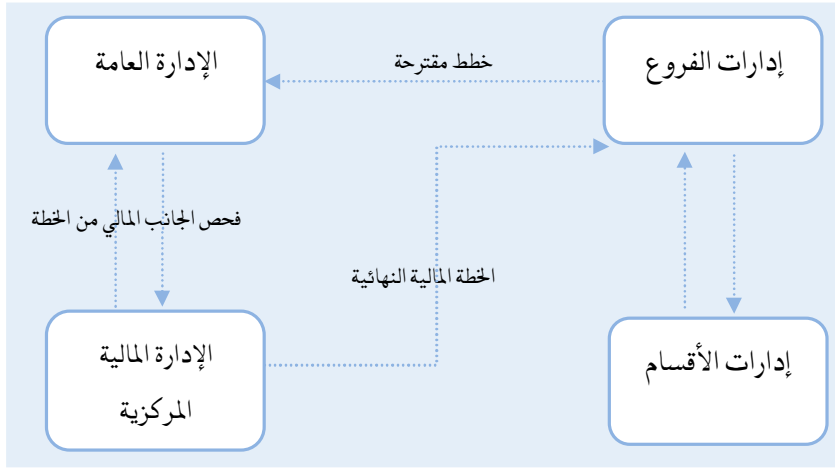 إدارات الفروع
خطط مقترحة
الإدارة العامة
فحص الجانب المالي من الخطة
الخطة المالية النهائية
إدارات الأقسام
الإدارة المالية
المركزية